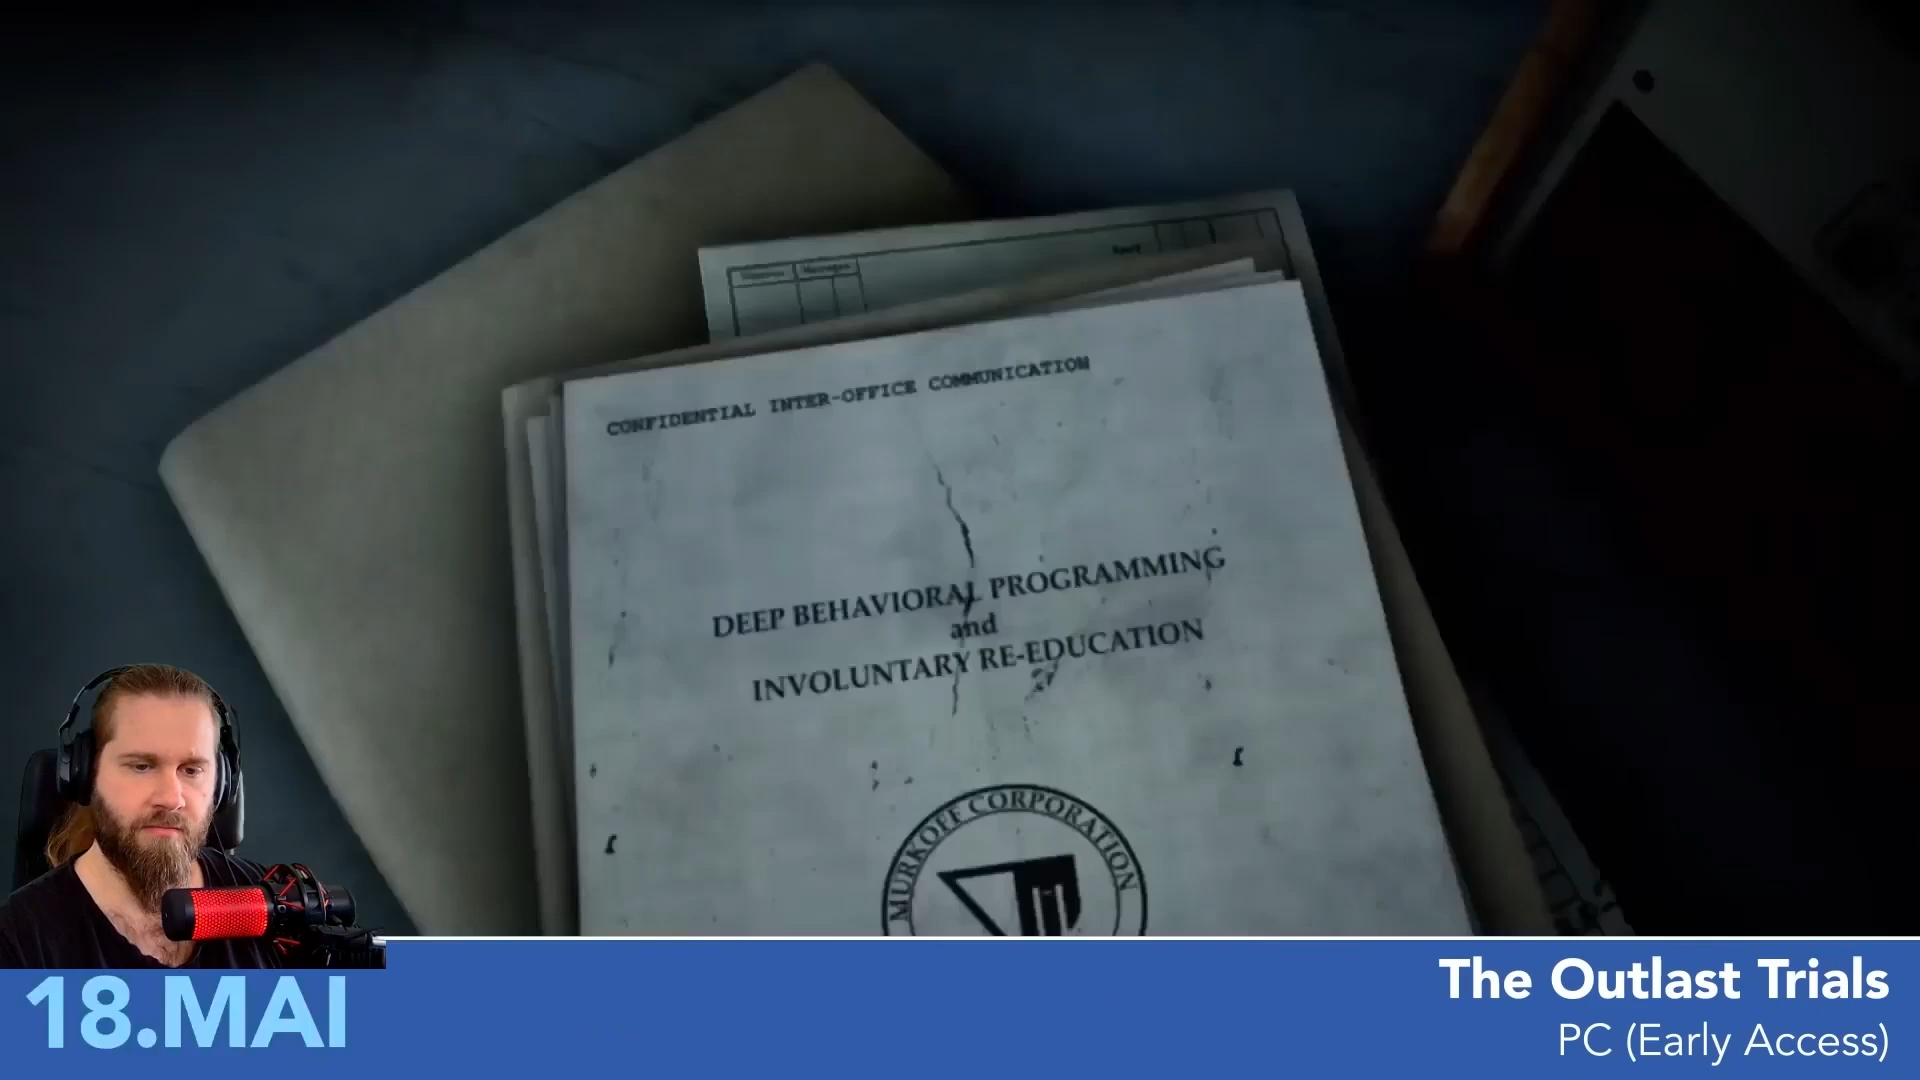 CONFIDENTIAL INTER-OFFICE COMMUNICATION
DEEP BEHAVIORAL PROGRAMMING
and
INVOLUNTARY RE-EDUCATION
MURKOFF CORPORATION
18.MAI
The Outlast Trials
PC (Early Access)